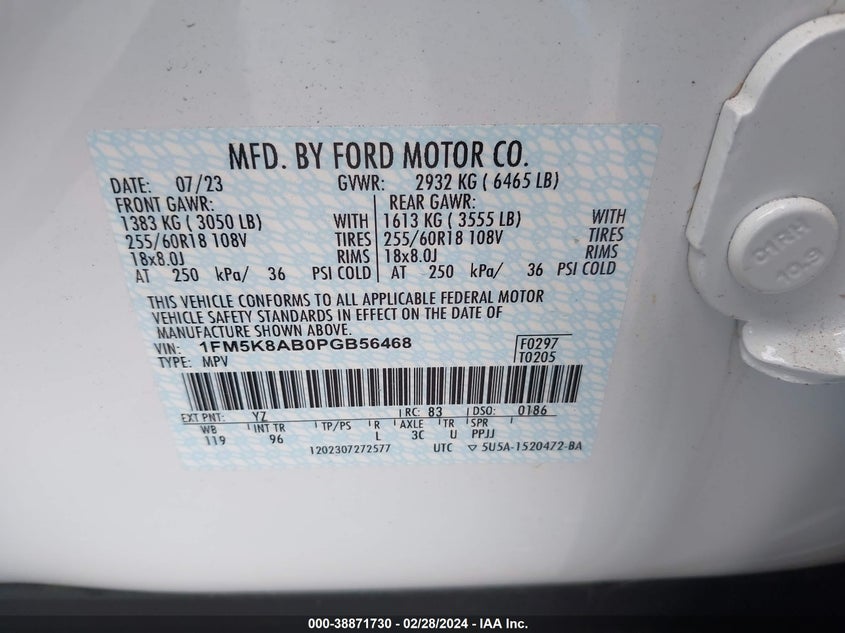 MFD. BY FORD MOTOR CO.
DATE: 07/23 GVWR: 2932 KG ( 6465 LB)
FRONT GAWR: REAR GAWR:
1383 KG ( 3050 LB) WITH 1613 KG ( 3555 LB) WITH
255/60R18 108V TIRES 255/60R18 108V TIRES
18x8.0J RIMS 18x8.0J RIMS
AT 250 kPa/ 36 PSI COLD AT 250 kPa/ 36 PSI COLD
THIS VEHICLE CONFORMS TO ALL APPLICABLE FEDERAL MOTOR
VEHICLE SAFETY STANDARDS IN EFFECT ON THE DATE OF
MANUFACTURE SHOWN ABOVE.
VIN: 1FM5K8AB0PGB56468 F0297
TYPE: MPV T0205
EXT PNT: YZ RC: 83 DSO: 0186
WB INT TR TP/PS R AXLE TR SPR
119 96 L 3C U PPJJ
1202307272577 UTC ▽ 5U5A-1520472-BA
C1RH
10.9
000-38871730 - 02/28/2024 - IAAI Inc.